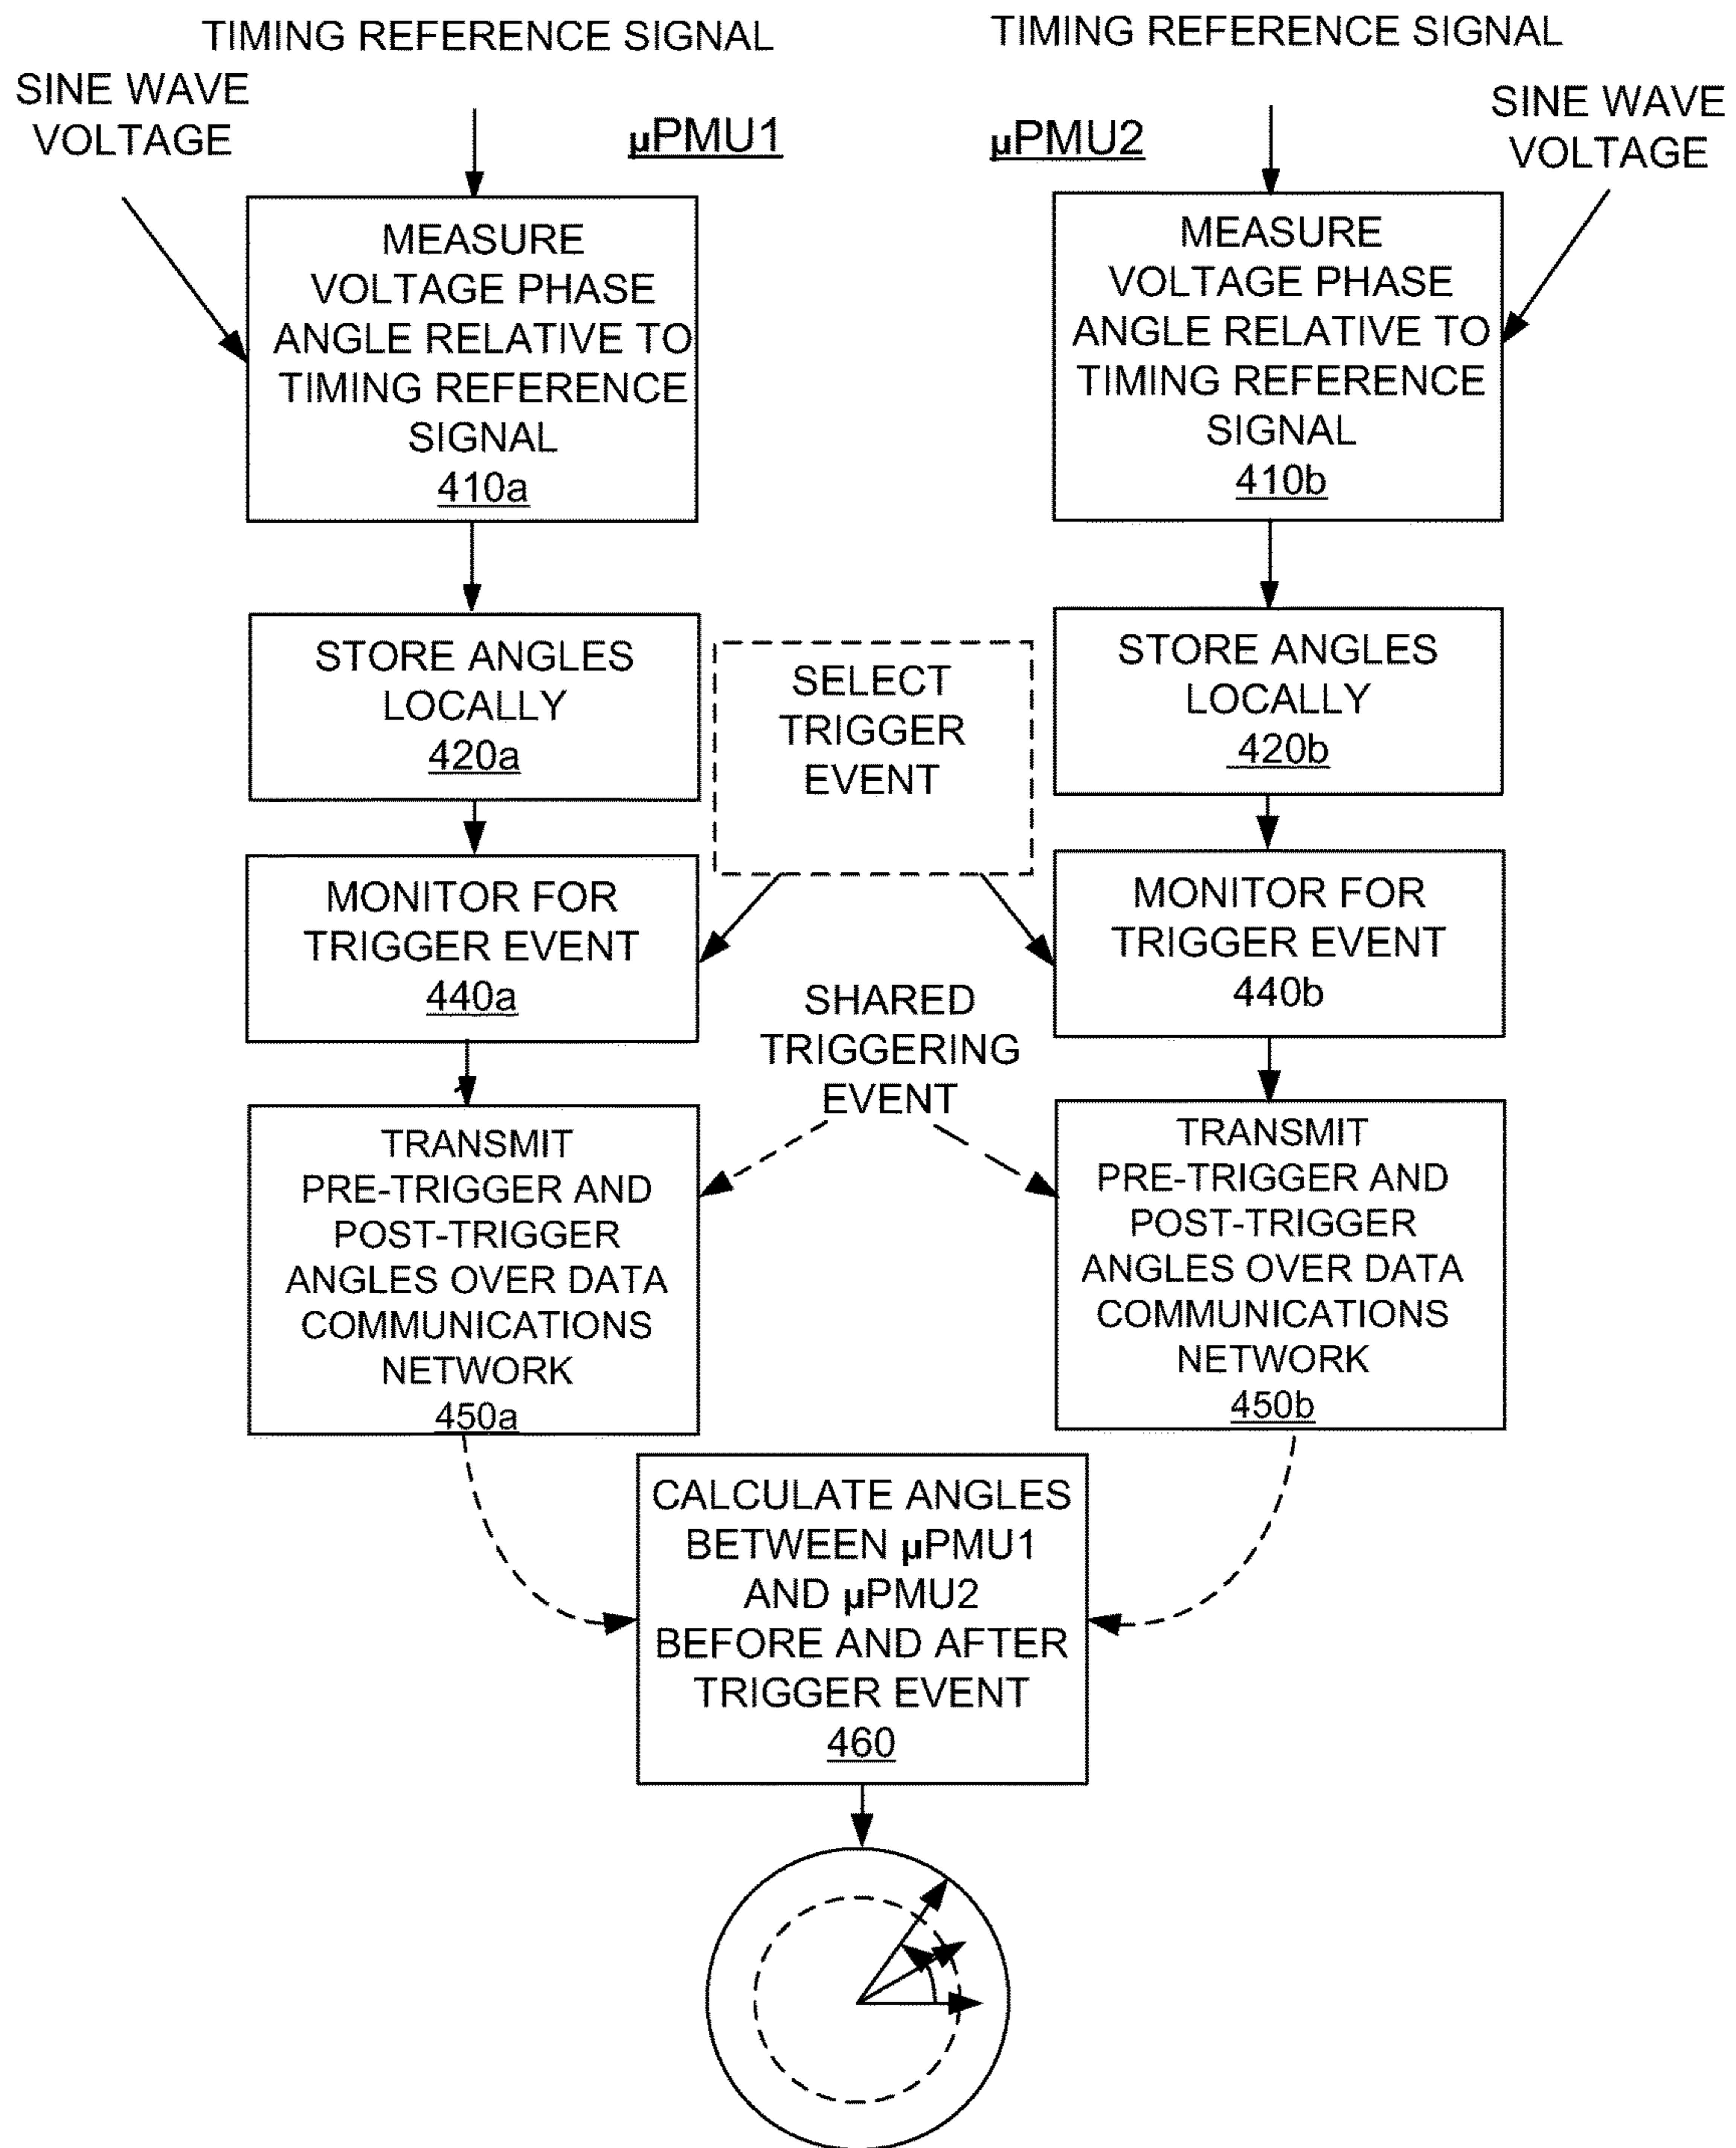 TIMING REFERENCE SIGNAL
SINE WAVE
VOLTAGE
µPMU1
MEASURE
VOLTAGE PHASE
ANGLE RELATIVE TO
TIMING REFERENCE
SIGNAL
410a
STORE ANGLES
LOCALLY
420a
MONITOR FOR
TRIGGER EVENT
440a
TRANSMIT
PRE-TRIGGER AND
POST-TRIGGER
ANGLES OVER DATA
COMMUNICATIONS
NETWORK
450a
SELECT
TRIGGER
EVENT
SHARED
TRIGGERING
EVENT
TIMING REFERENCE SIGNAL
SINE WAVE
VOLTAGE
µPMU2
MEASURE
VOLTAGE PHASE
ANGLE RELATIVE TO
TIMING REFERENCE
SIGNAL
410b
STORE ANGLES
LOCALLY
420b
MONITOR FOR
TRIGGER EVENT
440b
TRANSMIT
PRE-TRIGGER AND
POST-TRIGGER
ANGLES OVER DATA
COMMUNICATIONS
NETWORK
450b
CALCULATE ANGLES
BETWEEN µPMU1
AND µPMU2
BEFORE AND AFTER
TRIGGER EVENT
460